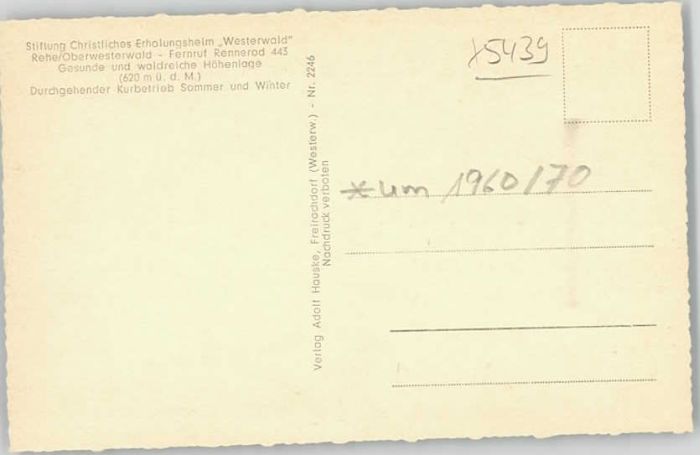 Stiftung Christliches Erholungsheim „Westerwald"
Rehe/Oberwesterwald - Fernruf Rennerod 443
Gesunde und waldreiche Höhenlage
(620 m ü. d. M.)
Durchgehender Kurbetrieb Sommer und Winter
Verlag Adolf Hauske, Freirachdorf (Westerw.) - Nr. 2246
Nachdruck verboten
x5439
* um 1960/70